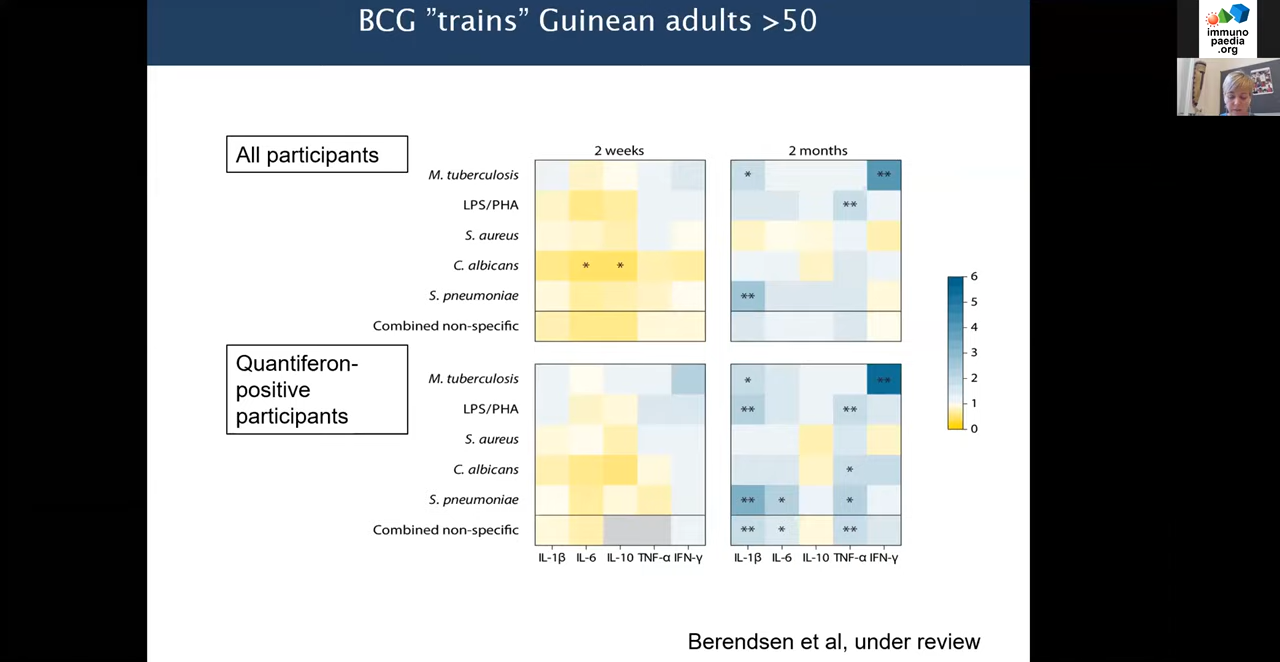 BCG ”trains” Guinean adults >50
immuno
paedia
.org
All participants
2 weeks
2 months
M. tuberculosis
* **
LPS/PHA
**
S. aureus
C. albicans
* *
S. pneumoniae
**
Combined non-specific
6
5
4
3
2
1
0
Quantiferon-
positive
participants
M. tuberculosis
* **
LPS/PHA
** **
S. aureus
C. albicans
*
S. pneumoniae
** * *
Combined non-specific
** * **
IL-1β IL-6 IL-10 TNF-α IFN-γ
IL-1β IL-6 IL-10 TNF-α IFN-γ
Berendsen et al, under review